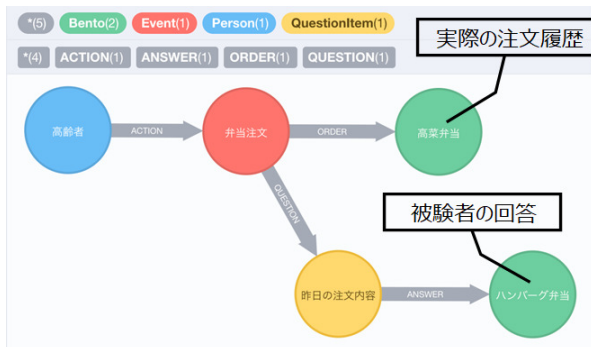 *(5) Bento(2) Event(1) Person(1) QuestionItem(1)
*(4) ACTION(1) ANSWER(1) ORDER(1) QUESTION(1)
実際の注文履歴
高齢者
ACTION
弁当注文
ORDER
高菜弁当
QUESTION
被験者の回答
昨日の注文内容
ANSWER
ハンバーグ弁当